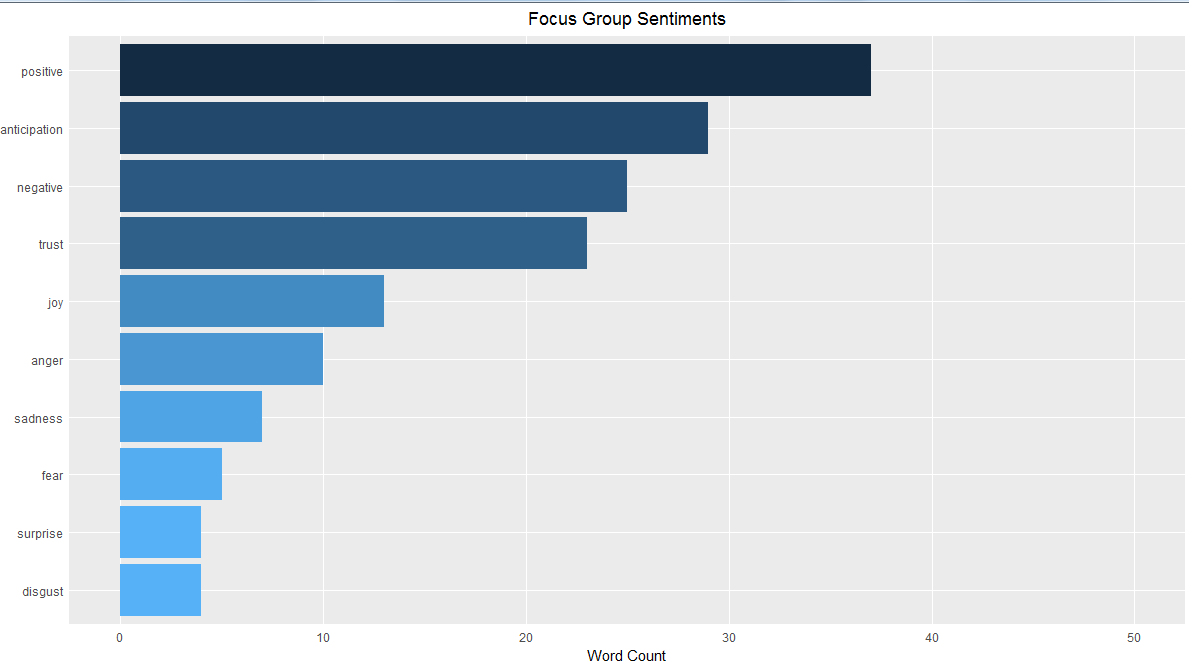 Focus Group Sentiments
positive
anticipation
negative
trust
joy
anger
sadness
fear
surprise
disgust
0 10 20 30 40 50
Word Count